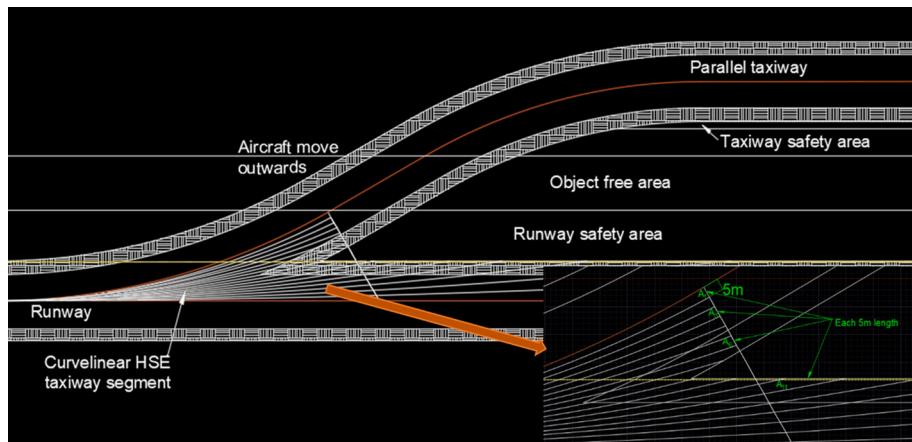 Parallel taxiway
Taxiway safety area
Aircraft move
outwards
Object free area
Runway safety area
Runway
Curvelinear HSE
taxiway segment
5m
Each 5m length